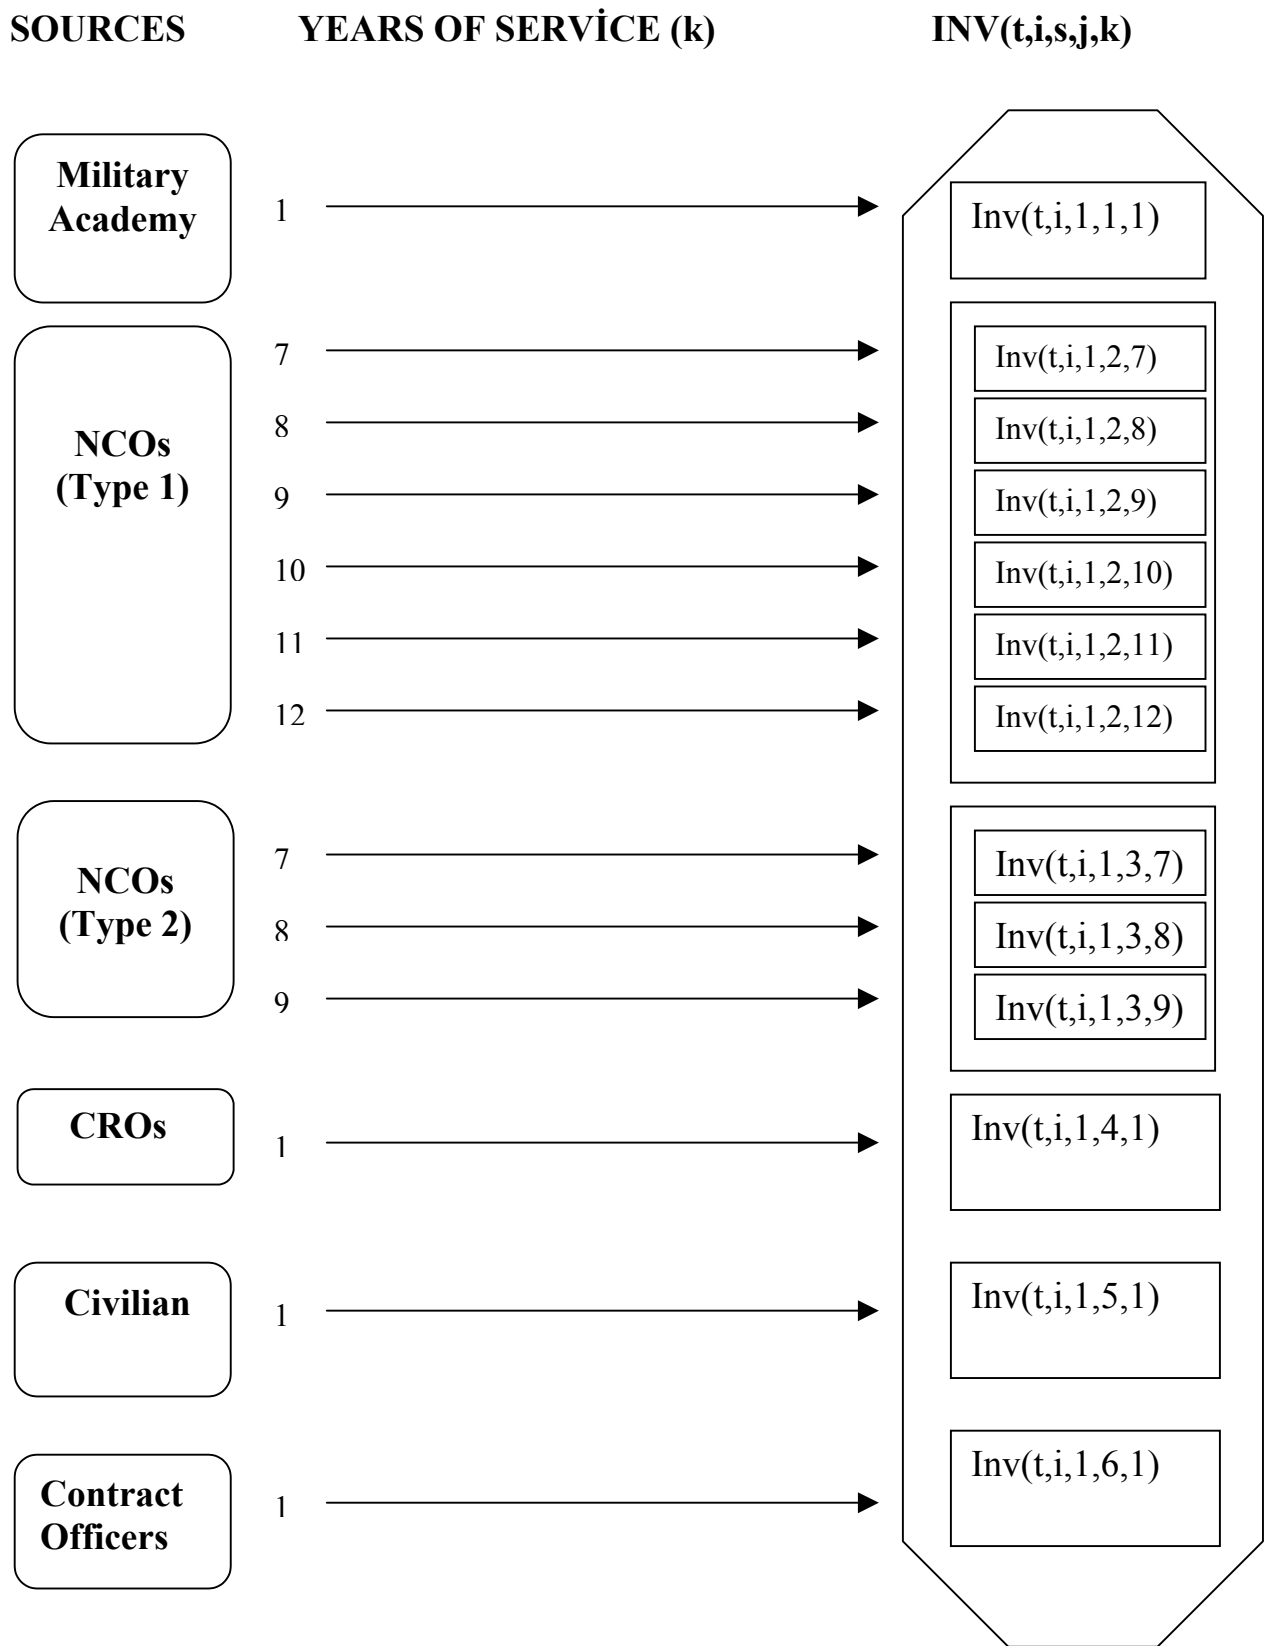 SOURCES YEARS OF SERVİCE (k) INV(t,i,s,j,k)
Military
Academy
1
Inv(t,i,1,1,1)
NCOs
(Type 1)
7
Inv(t,i,1,2,7)
8
Inv(t,i,1,2,8)
9
Inv(t,i,1,2,9)
10
Inv(t,i,1,2,10)
11
Inv(t,i,1,2,11)
12
Inv(t,i,1,2,12)
NCOs
(Type 2)
7
Inv(t,i,1,3,7)
8
Inv(t,i,1,3,8)
9
Inv(t,i,1,3,9)
CROs
1
Inv(t,i,1,4,1)
Civilian
1
Inv(t,i,1,5,1)
Contract
Officers
1
Inv(t,i,1,6,1)